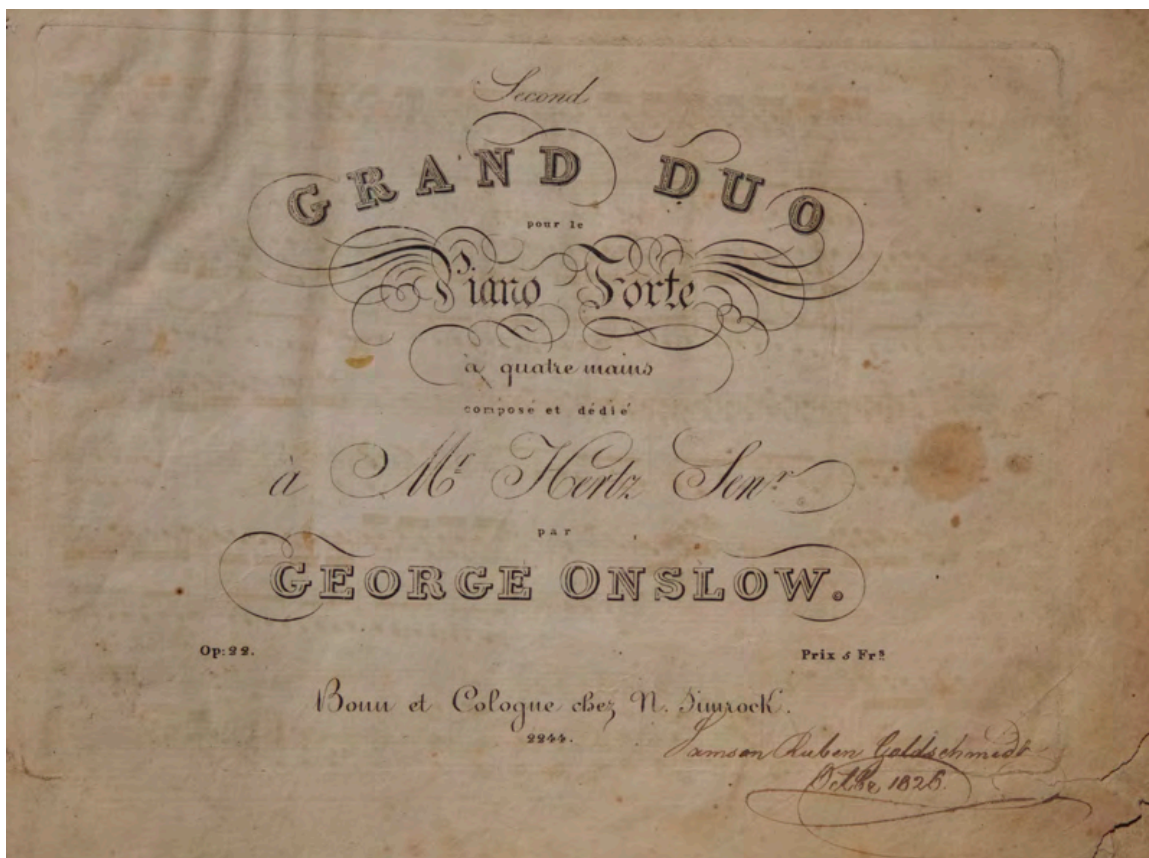 Second
GRAND DUO
pour le
Piano Forte
à quatre mains
composé et dédié
à Mr Hertz Senr
par
GEORGE ONSLOW.
Op: 22. Prix 5 Frs
Bonn et Cologne chez N. Simrock.
2244.
Samson Ruben Goldschmidt
Octbr 1826.